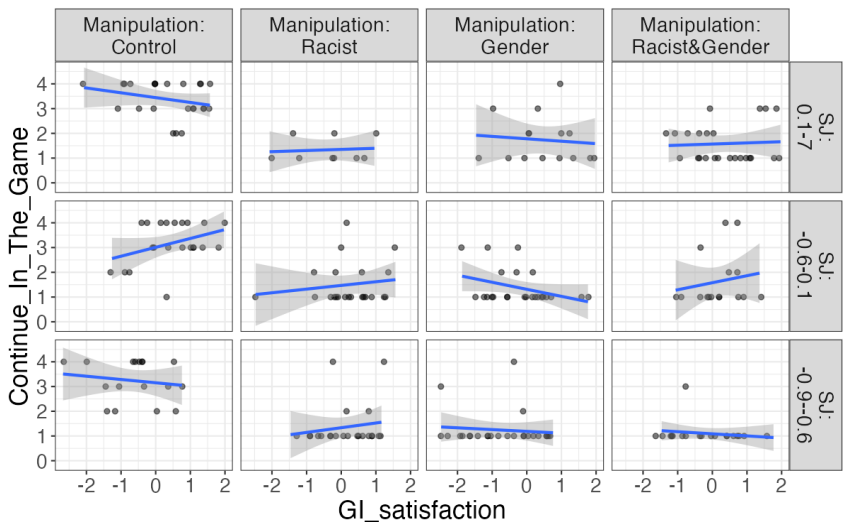 Manipulation:
Control
Manipulation:
Racist
Manipulation:
Gender
Manipulation:
Racist&Gender
Continue_In_The_Game
4
3
2
1
0
SJ:
0.1-7
4
3
2
1
0
SJ:
-0.6-0.1
4
3
2
1
0
SJ:
-0.9--0.6
-2 -1 0 1 2
-2 -1 0 1 2
-2 -1 0 1 2
-2 -1 0 1 2
GI_satisfaction